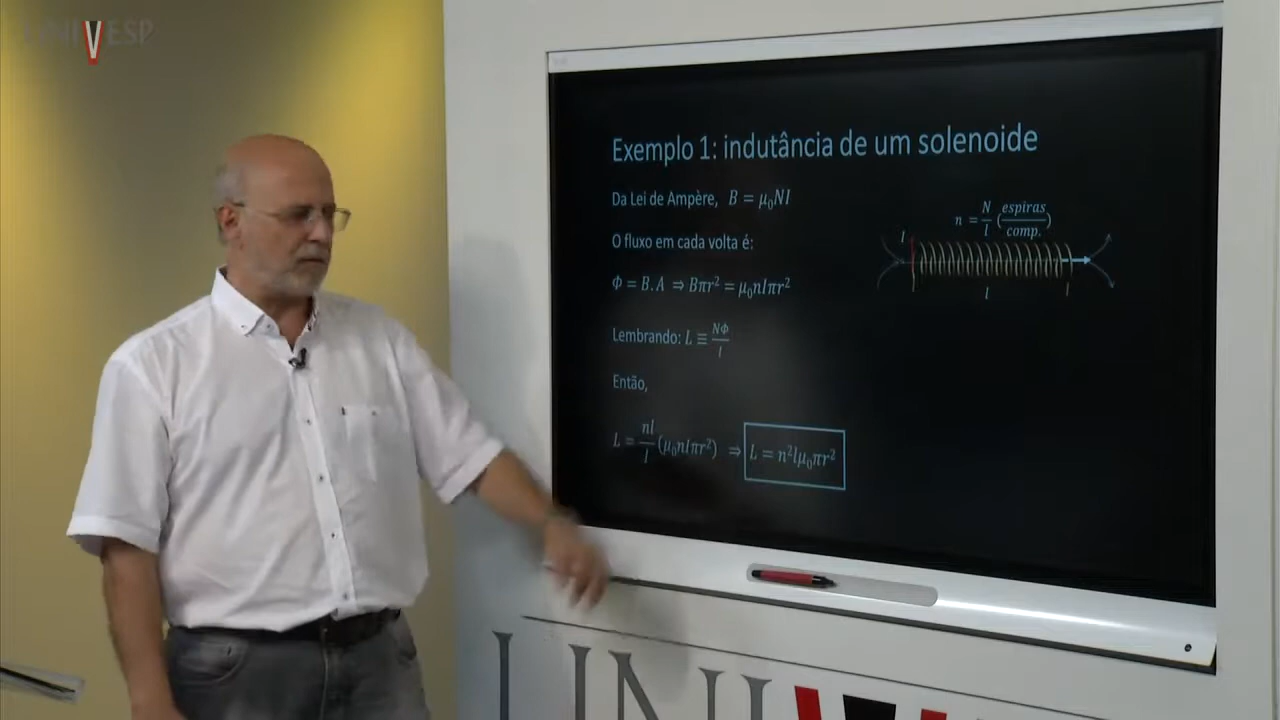 UNIVESP
Exemplo 1: indutância de um solenoide
Da Lei de Ampère, B = μ₀NI
n = N/l (espiras/comp.)
O fluxo em cada volta é:
I
Φ = B.A ⇒ Bπr² = μ₀nIπr²
l
I
Lembrando: L ≡ NΦ/I
Então,
L = nl/I (μ₀nIπr²) ⇒ L = n²lμ₀πr²
UNIV